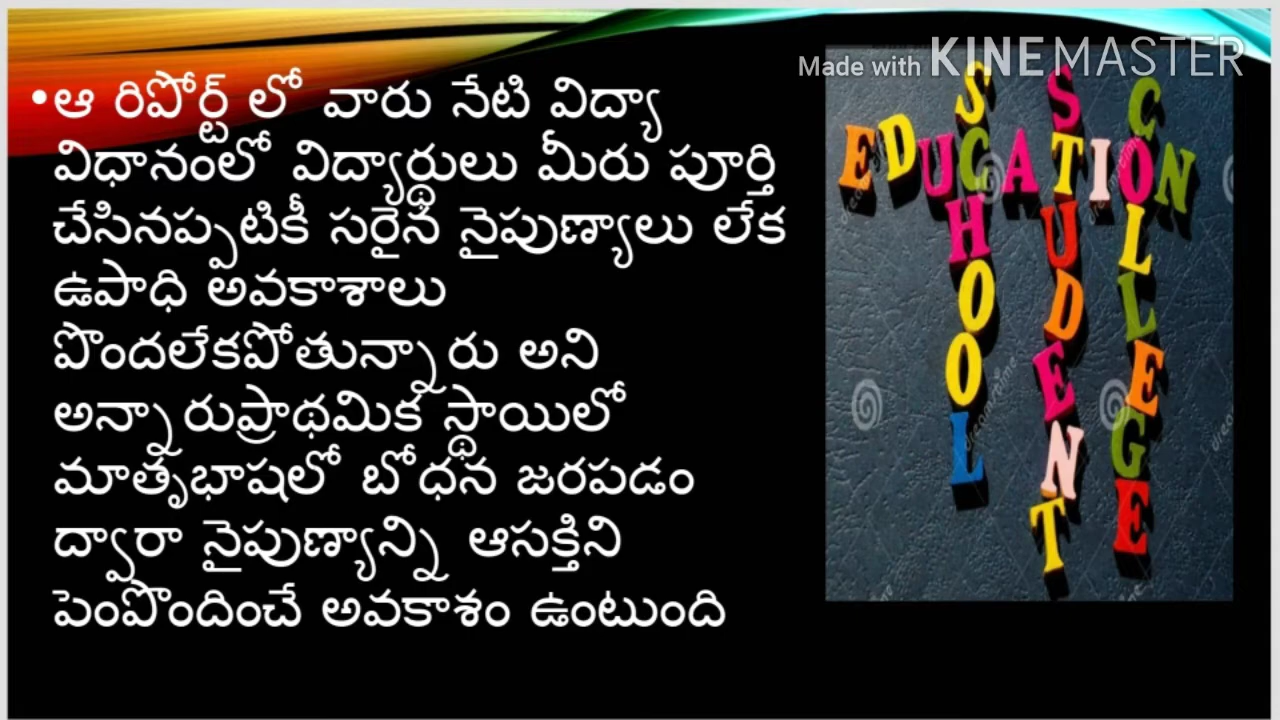 Made with KINEMASTER
•ఆ రిపోర్ట్ లో వారు నేటి విద్యా
విధానంలో విద్యార్థులు మీరు పూర్తి
చేసినప్పటికీ సరైన నైపుణ్యాలు లేక
ఉపాధి అవకాశాలు
పొందలేకపోతున్నారు అని
అన్నారుప్రాథమిక స్థాయిలో
మాతృభాషలో బోధన జరపడం
ద్వారా నైపుణ్యాన్ని ఆసక్తిని
పెంపొందించే అవకాశం ఉంటుంది
EDUCATION
SCHOOL
STUDENT
COLLEGE
dreamstime